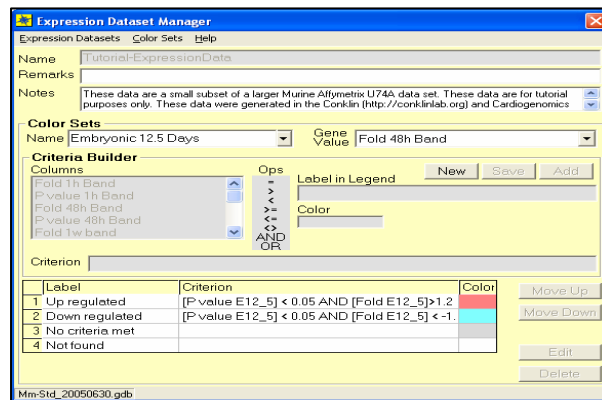 Expression Dataset Manager
Expression Datasets Color Sets Help
Name Tutorial-ExpressionData
Remarks
Notes These data are a small subset of a larger Murine Affymetrix U74A data set. These data are for tutorial
purposes only. These data were generated in the Conklin (http://conklinlab.org) and Cardiogenomics
Color Sets
Name Embryonic 12.5 Days Gene Value Fold 48h Band
Criteria Builder
Columns Ops New Save Add
Fold 1h Band
P value 1h Band
Fold 48h Band
P value 48h Band
Fold 1w band
=
>
<
>=
<=
<>
AND
OR
Label in Legend
Color
Criterion
Label Criterion Color
1 Up regulated [P value E12_5] < 0.05 AND [Fold E12_5]>1.2
2 Down regulated [P value E12_5] < 0.05 AND [Fold E12_5] < -1.
3 No criteria met
4 Not found
Move Up
Move Down
Edit
Delete
Mm-Std_20050630.gdb